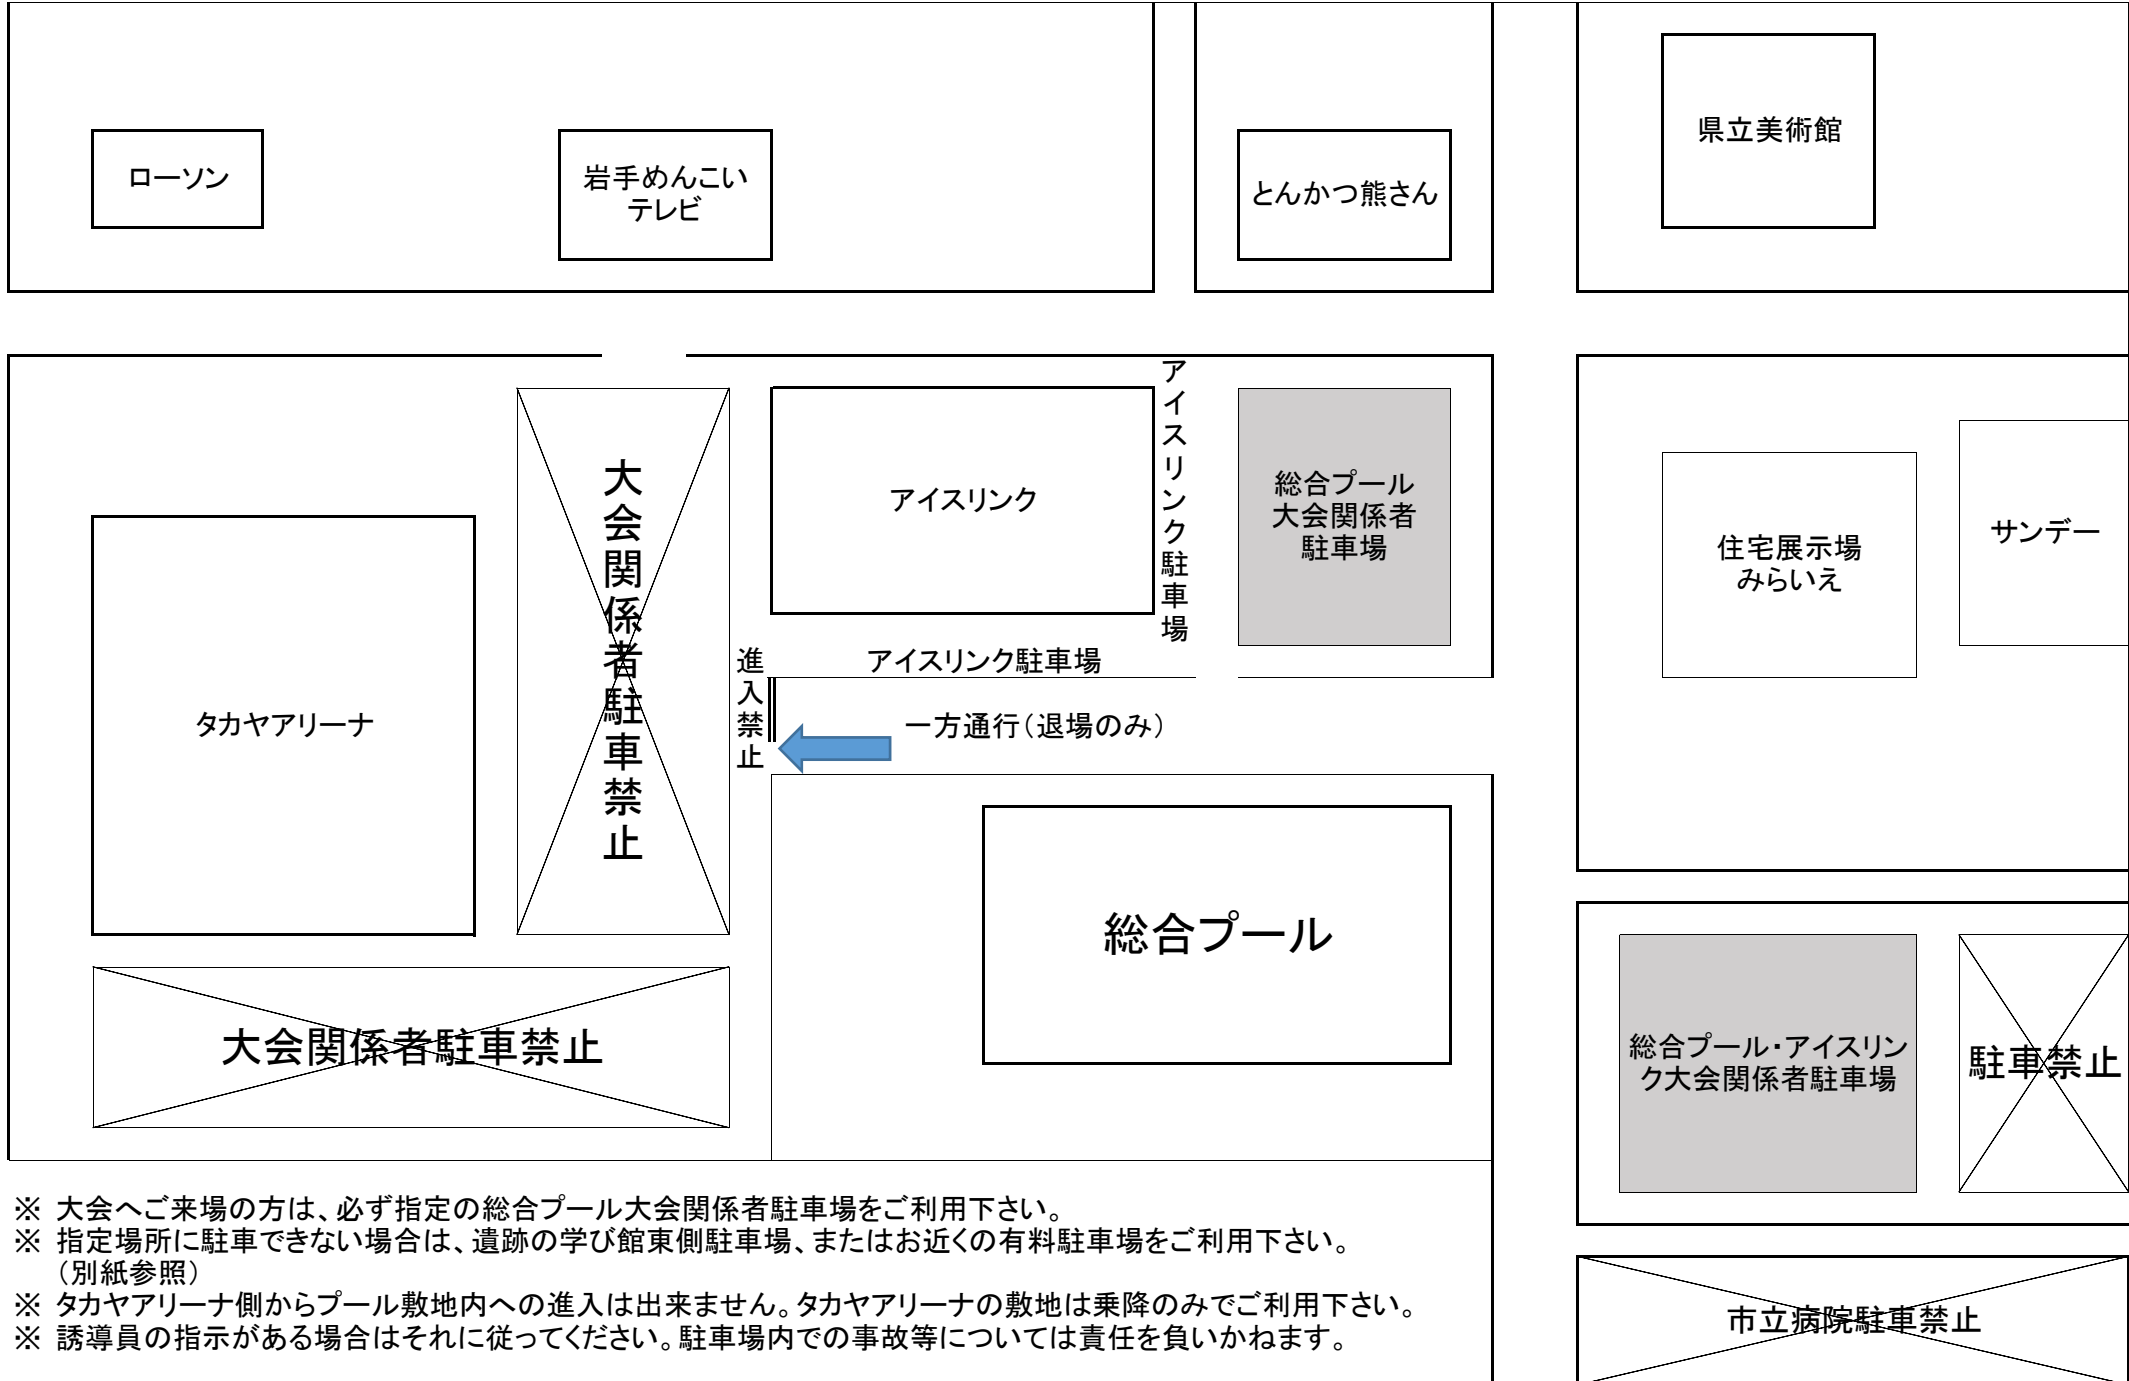 ローソン
岩手めんこい
テレビ
とんかつ熊さん
県立美術館
大会関係者駐車禁止
アイスリンク
アイスリンク駐車場
総合プール
大会関係者
駐車場
住宅展示場
みらいえ
サンデー
タカヤアリーナ
進入禁止
アイスリンク駐車場
一方通行（退場のみ）
総合プール
大会関係者駐車禁止
総合プール・アイスリン
ク大会関係者駐車場
駐車禁止
※ 大会へご来場の方は、必ず指定の総合プール大会関係者駐車場をご利用下さい。
※ 指定場所に駐車できない場合は、遺跡の学び館東側駐車場、またはお近くの有料駐車場をご利用下さい。
（別紙参照）
※ タカヤアリーナ側からプール敷地内への進入は出来ません。タカヤアリーナの敷地は乗降のみでご利用下さい。
※ 誘導員の指示がある場合はそれに従ってください。駐車場内での事故等については責任を負いかねます。
市立病院駐車禁止